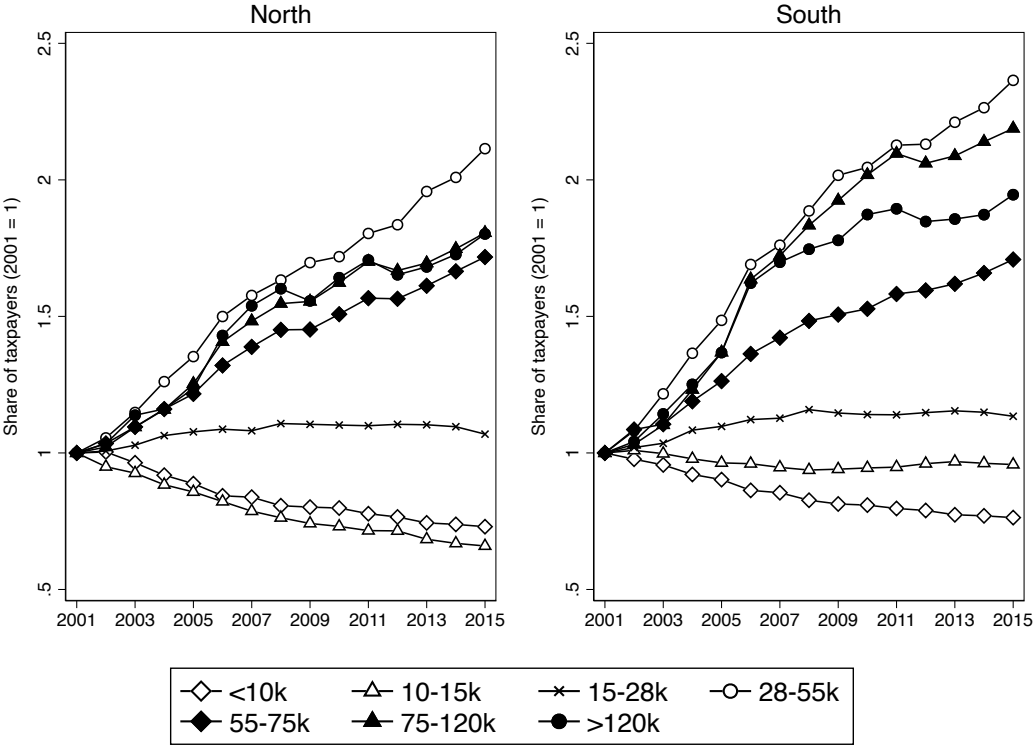 North
South
Share of taxpayers (2001 = 1)
2.5
2
1.5
1
.5
2001 2003 2005 2007 2009 2011 2013 2015
Share of taxpayers (2001 = 1)
2.5
2
1.5
1
.5
2001 2003 2005 2007 2009 2011 2013 2015
<10k 10-15k 15-28k 28-55k
55-75k 75-120k >120k